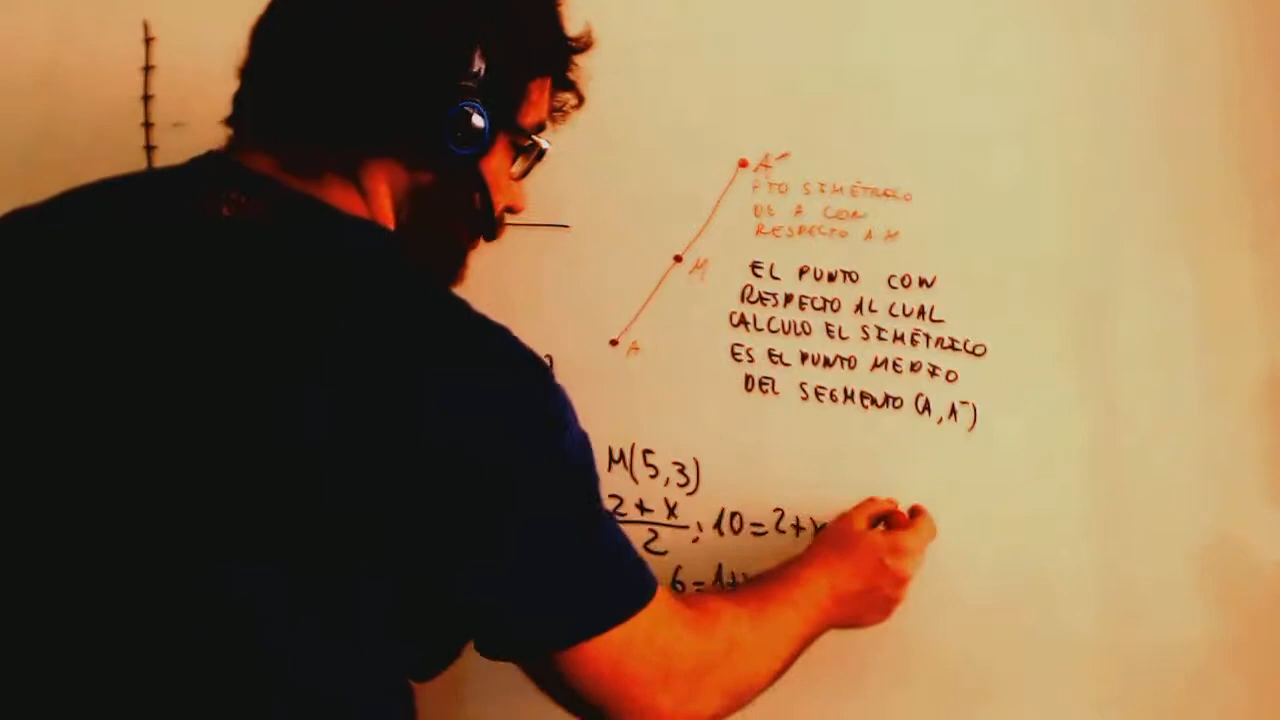 A´
PTO SIMÉTRICO
DE A CON
RESPECTO A M
M
A
EL PUNTO CON
RESPECTO AL CUAL
CALCULO EL SIMÉTRICO
ES EL PUNTO MEDIO
DEL SEGMENTO (A, A´)
M(5,3)
2+x
2
; 10=2+x
6=1+